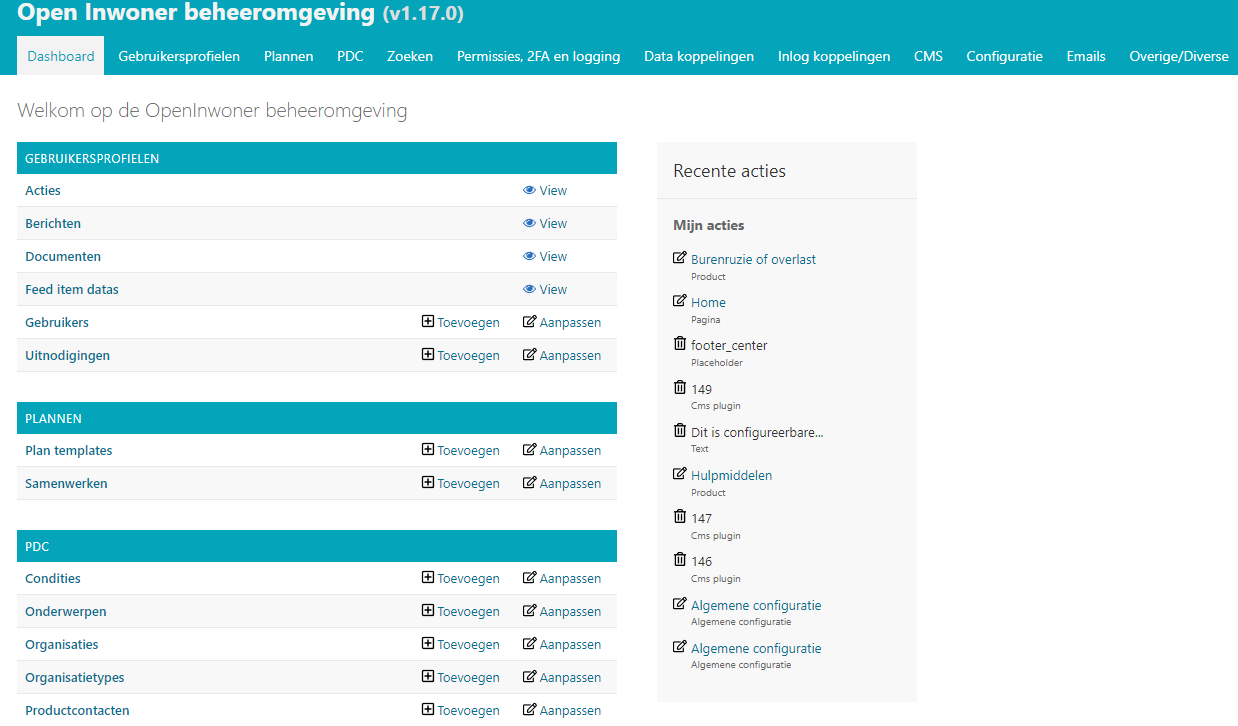 Open Inwoner beheeromgeving (v1.17.0)
Dashboard Gebruikersprofielen Plannen PDC Zoeken Permissies, 2FA en logging Data koppelingen Inlog koppelingen CMS Configuratie Emails Overige/Diverse
Welkom op de OpenInwoner beheeromgeving
GEBRUIKERSPROFIELEN
Acties View
Berichten View
Documenten View
Feed item datas View
Gebruikers Toevoegen Aanpassen
Uitnodigingen Toevoegen Aanpassen
PLANNEN
Plan templates Toevoegen Aanpassen
Samenwerken Toevoegen Aanpassen
PDC
Condities Toevoegen Aanpassen
Onderwerpen Toevoegen Aanpassen
Organisaties Toevoegen Aanpassen
Organisatietypes Toevoegen Aanpassen
Productcontacten Toevoegen Aanpassen
Recente acties
Mijn acties
Burenruzie of overlast
Product
Home
Pagina
footer_center
Placeholder
149
Cms plugin
Dit is configureerbare...
Text
Hulpmiddelen
Product
147
Cms plugin
146
Cms plugin
Algemene configuratie
Algemene configuratie
Algemene configuratie
Algemene configuratie